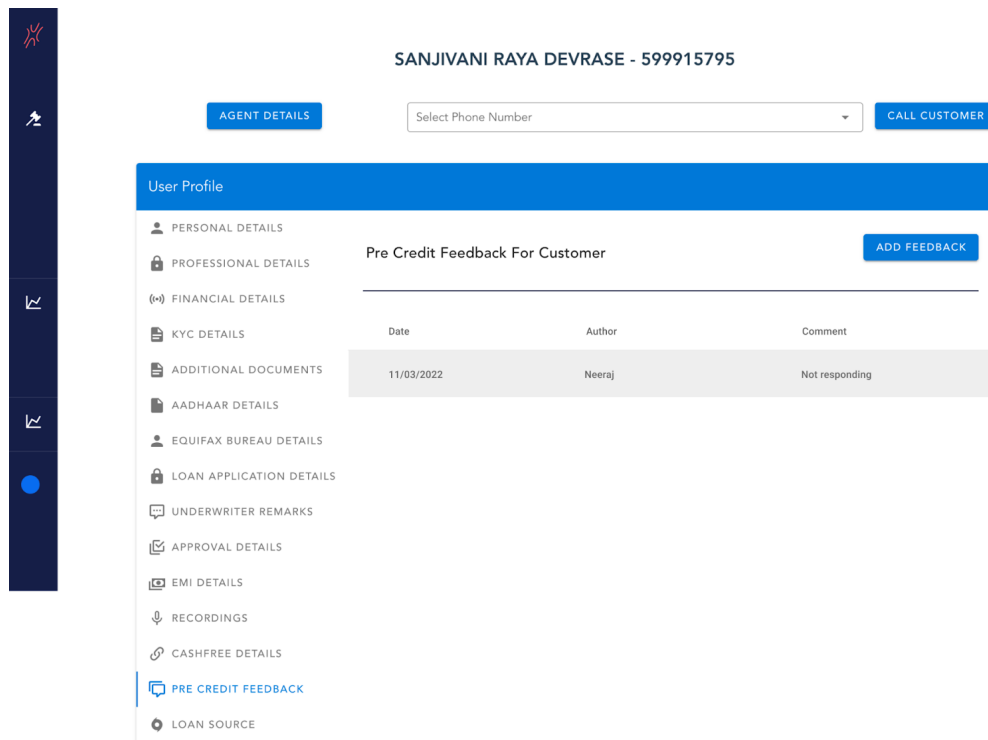 SANJIVANI RAYA DEVRASE - 599915795
AGENT DETAILS
Select Phone Number
CALL CUSTOMER
User Profile
PERSONAL DETAILS
PROFESSIONAL DETAILS
FINANCIAL DETAILS
KYC DETAILS
ADDITIONAL DOCUMENTS
AADHAAR DETAILS
EQUIFAX BUREAU DETAILS
LOAN APPLICATION DETAILS
UNDERWRITER REMARKS
APPROVAL DETAILS
EMI DETAILS
RECORDINGS
CASHFREE DETAILS
PRE CREDIT FEEDBACK
LOAN SOURCE
Pre Credit Feedback For Customer
ADD FEEDBACK
Date Author Comment
11/03/2022 Neeraj Not responding